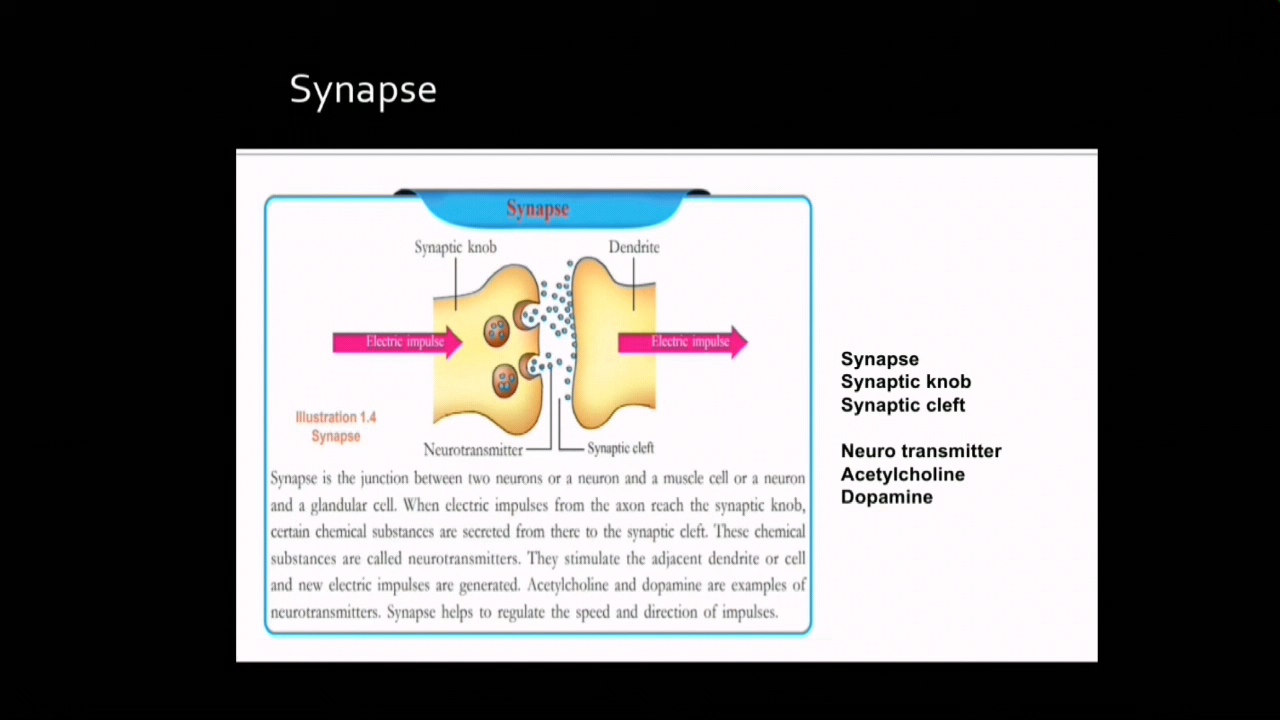 Synapse
Synapse
Synaptic knob
Dendrite
Electric impulse
Electric impulse
Illustration 1.4
Synapse
Neurotransmitter
Synaptic cleft
Synapse is the junction between two neurons or a neuron and a muscle cell or a neuron
and a glandular cell. When electric impulses from the axon reach the synaptic knob,
certain chemical substances are secreted from there to the synaptic cleft. These chemical
substances are called neurotransmitters. They stimulate the adjacent dendrite or cell
and new electric impulses are generated. Acetylcholine and dopamine are examples of
neurotransmitters. Synapse helps to regulate the speed and direction of impulses.
Synapse
Synaptic knob
Synaptic cleft
Neuro transmitter
Acetylcholine
Dopamine